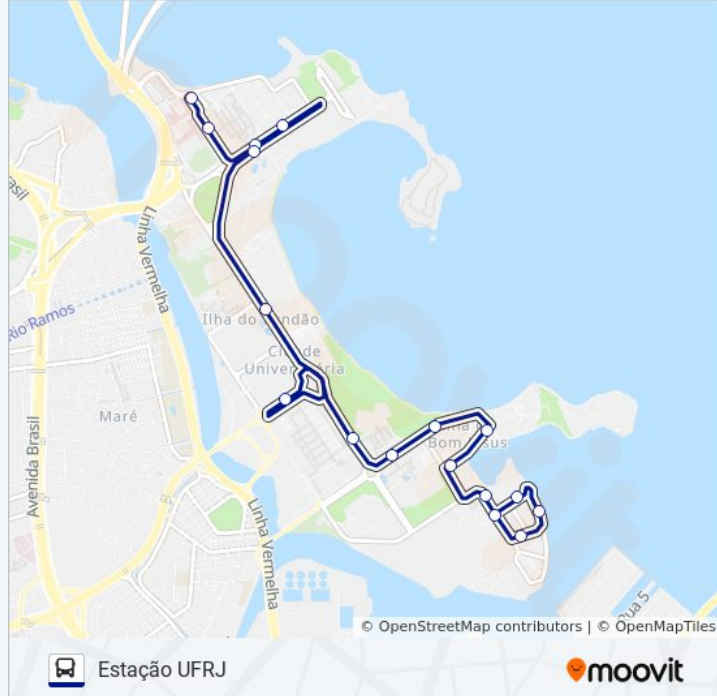 rasil
Linha Vermelha
Rio Ramos
Ilha do Fundão
Cidade
Universitária
Maré
Avenida Brasil
Bom Jesus
Linha Vermelha
Rua 5
© OpenStreetMap contributors | © OpenMapTiles
Estação UFRJ
moovit